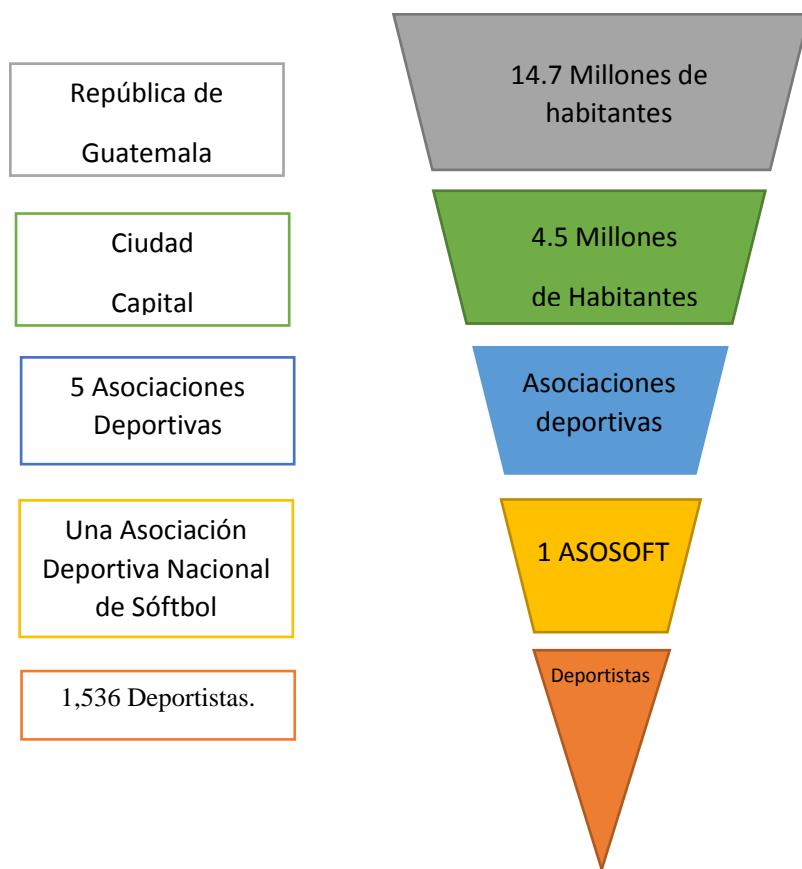 República de
Guatemala
14.7 Millones de
habitantes
Ciudad
Capital
4.5 Millones
de Habitantes
5 Asociaciones
Deportivas
Asociaciones
deportivas
Una Asociación
Deportiva Nacional
de Sóftbol
1 ASOSOFT
1,536 Deportistas.
Deportistas